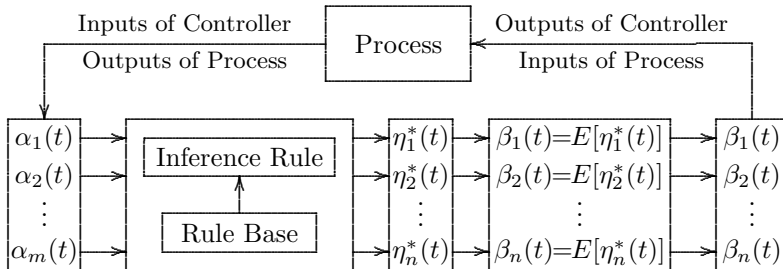 Inputs of Controller
Outputs of Controller
Process
Outputs of Process
Inputs of Process
α₁(t) η₁*(t) β₁(t)=E[η₁*(t)] β₁(t)
Inference Rule
α₂(t) η₂*(t) β₂(t)=E[η₂*(t)] β₂(t)
⋮ ⋮ ⋮ ⋮
Rule Base
αₘ(t) ηₙ*(t) βₙ(t)=E[ηₙ*(t)] βₙ(t)